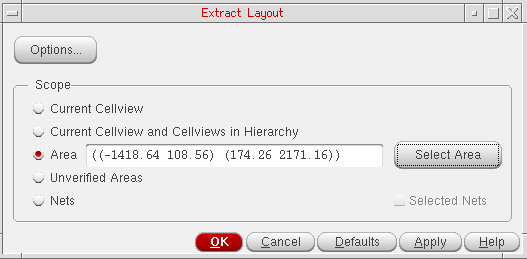 Extract Layout
Options...
Scope
Current Cellview
Current Cellview and Cellviews in Hierarchy
Area ((-1418.64 108.56) (174.26 2171.16)) Select Area
Unverified Areas
Nets Selected Nets
OK Cancel Defaults Apply Help